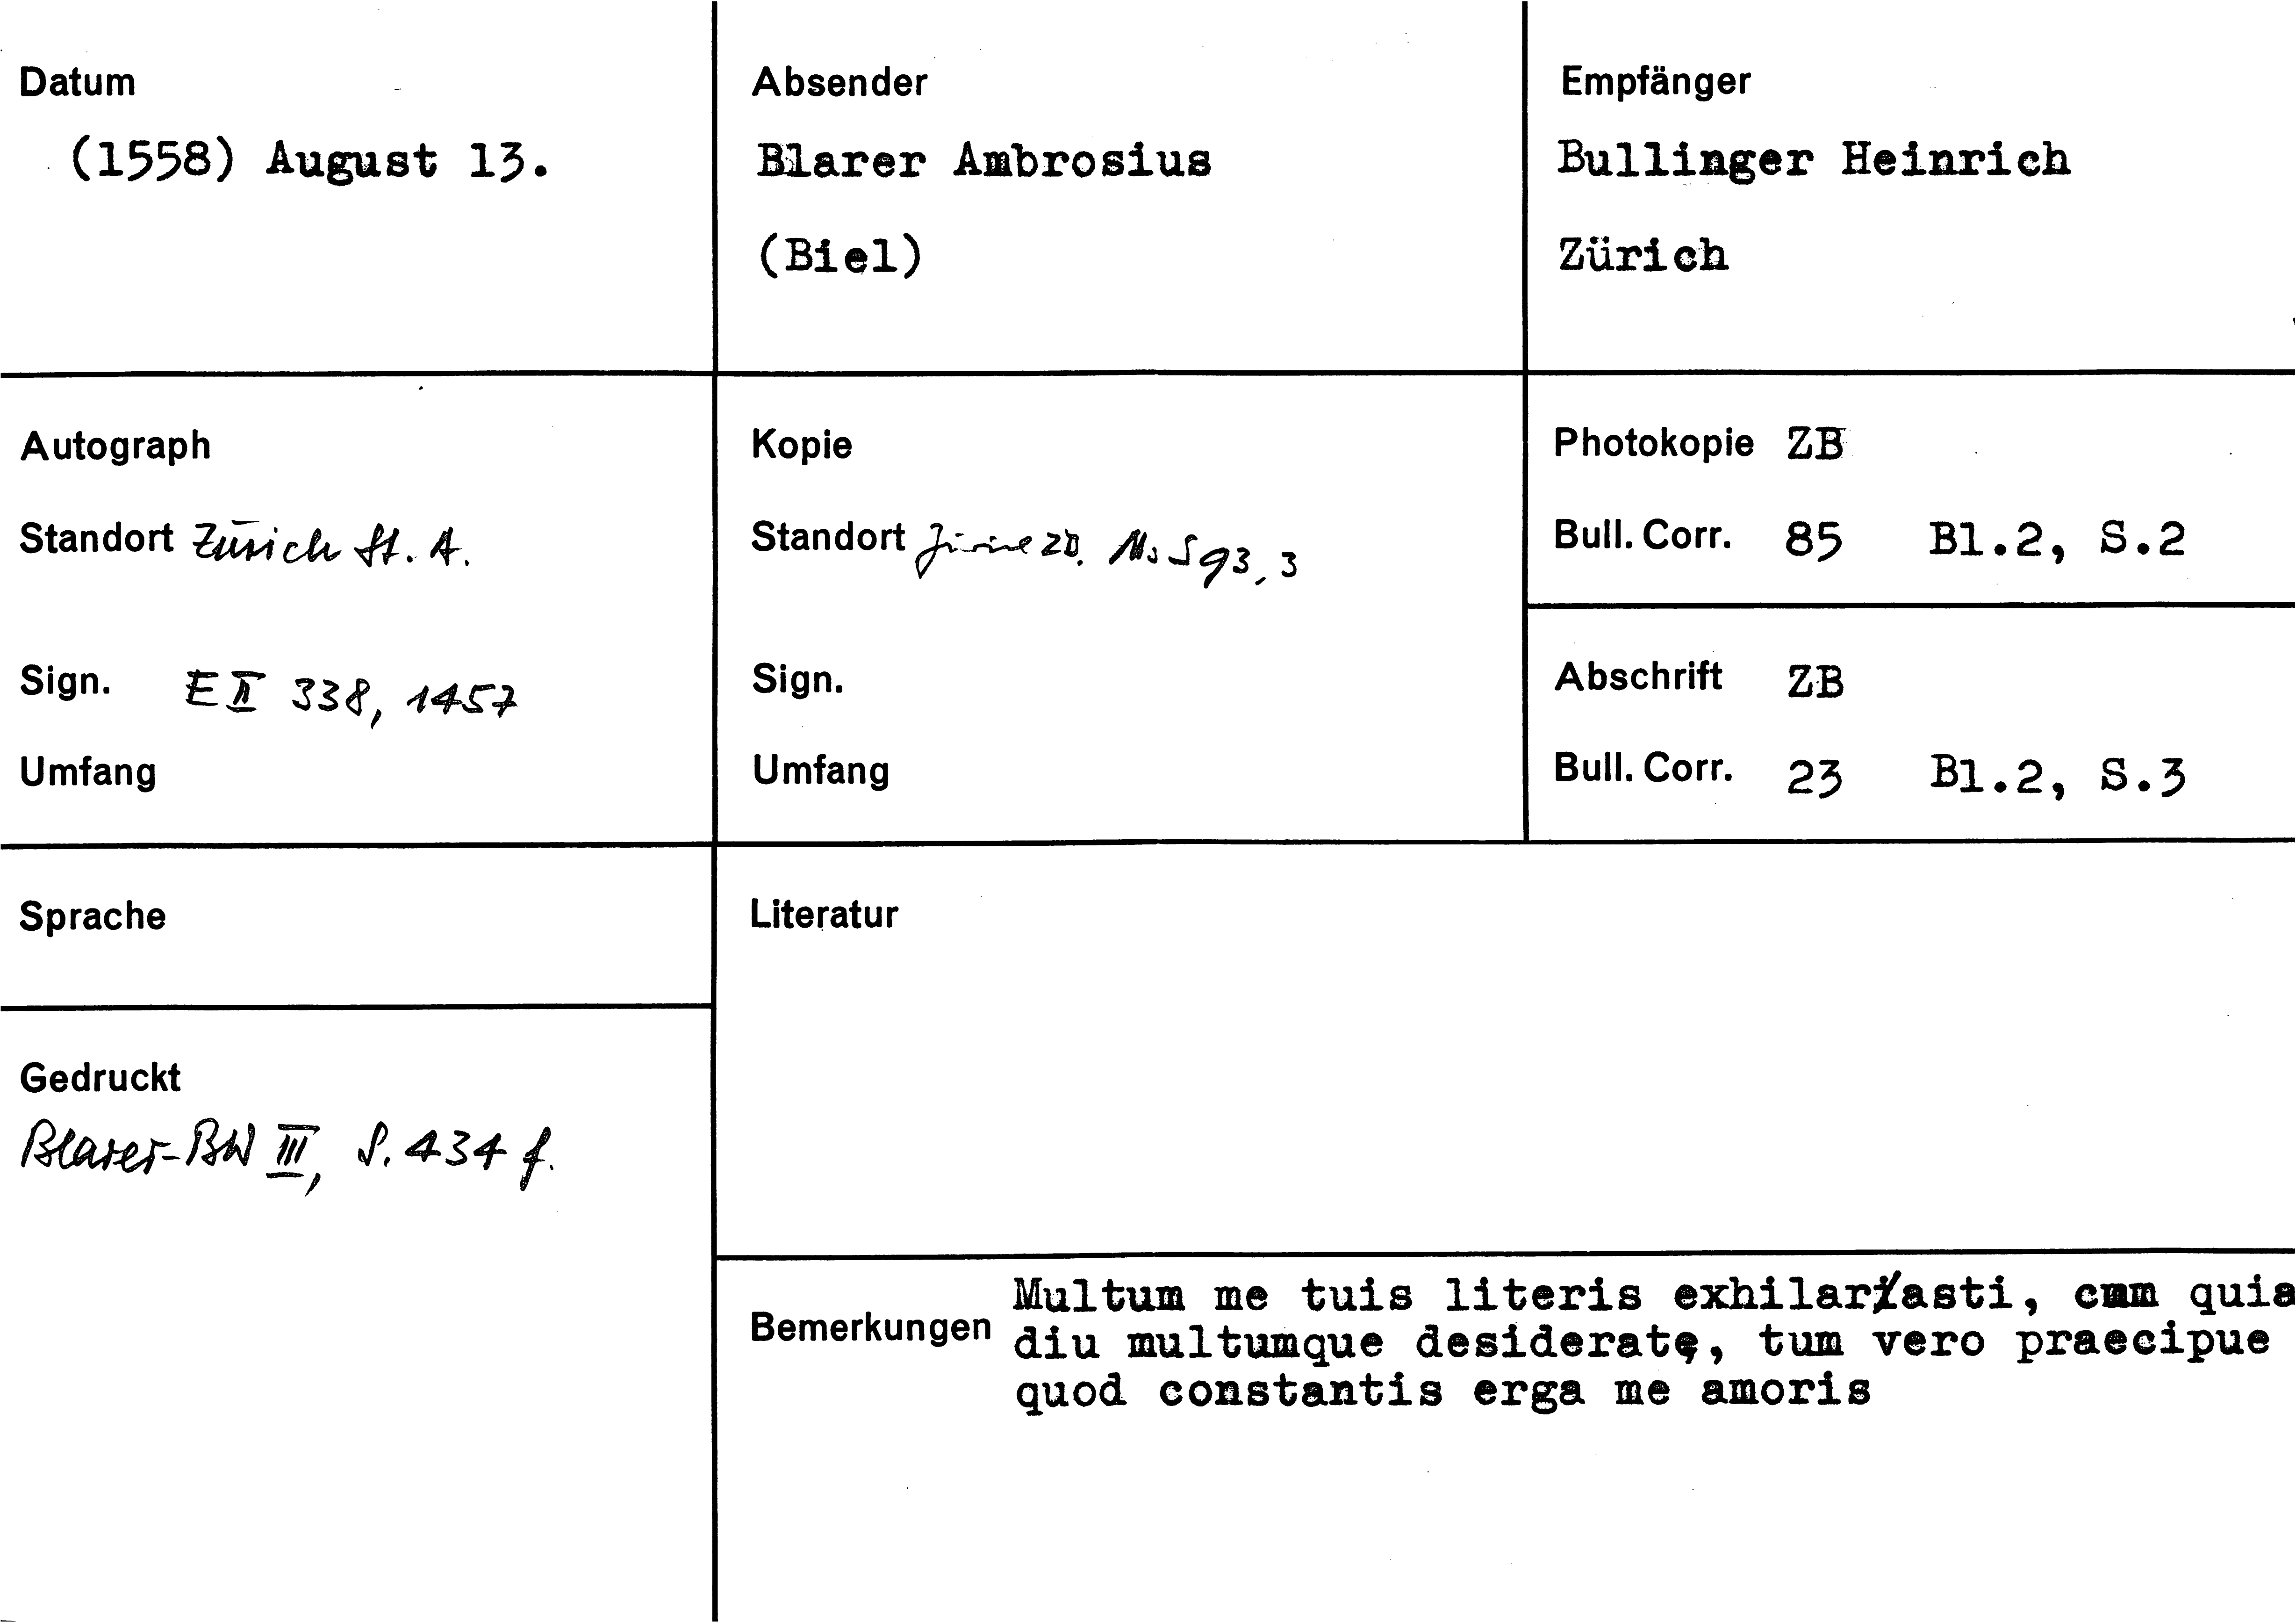 Datum
(1558) August 13.
Absender
Blarer Ambrosius
(Biel)
Empfänger
Bullinger Heinrich
Zürich
Autograph
Standort Zürich St. A.
Sign. E II 338, 1457
Umfang
Kopie
Standort ZB. Ms S 93, 3
Sign.
Umfang
Photokopie ZB
Bull. Corr. 85 Bl.2, S.2
Abschrift ZB
Bull. Corr. 23 Bl.2, S.3
Sprache
Gedruckt
Blarer-BW III, S. 434 f.
Literatur
Bemerkungen
Multum me tuis literis exhilarasti, cum quia
diu multumque desideratę, tum vero praecipue
quod constantis erga me amoris